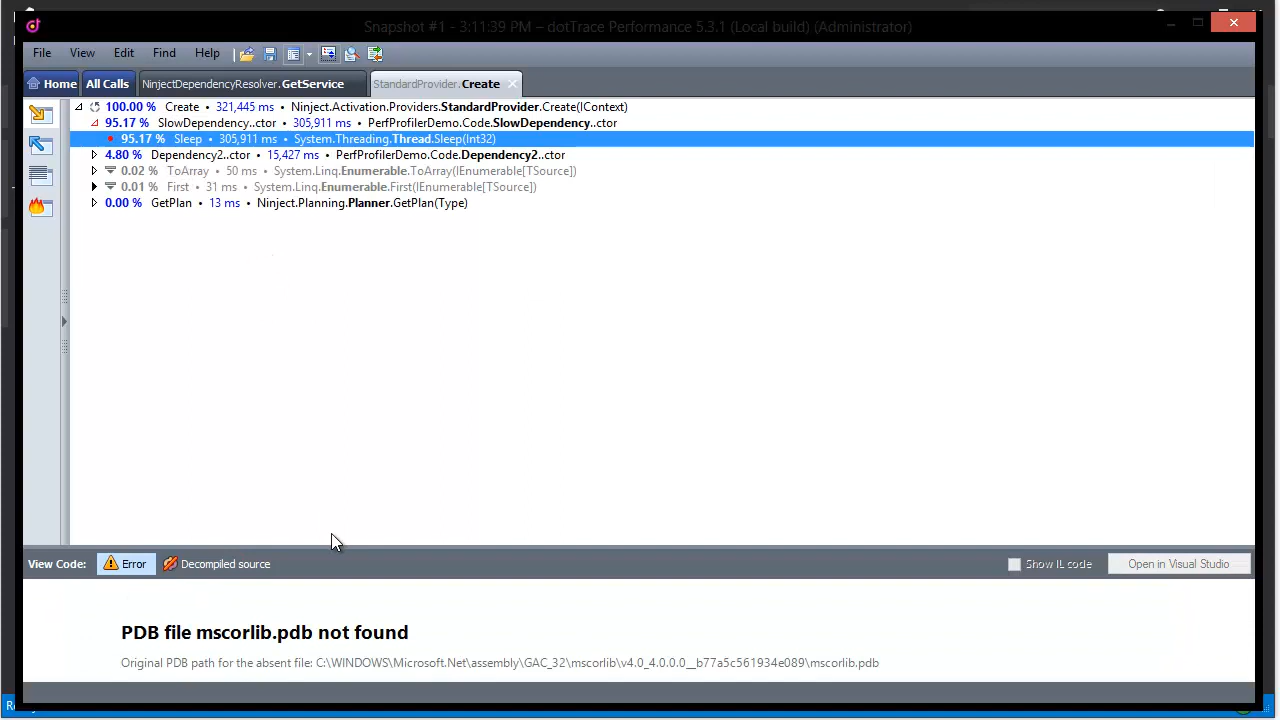 Snapshot #1 - 3:11:39 PM – dotTrace Performance 5.3.1 (Local build) (Administrator)
File View Edit Find Help
Home All Calls NinjectDependencyResolver.GetService StandardProvider.Create
100.00 % Create • 321,445 ms • Ninject.Activation.Providers.StandardProvider.Create(IContext)
95.17 % SlowDependency..ctor • 305,911 ms • PerfProfilerDemo.Code.SlowDependency..ctor
95.17 % Sleep • 305,911 ms • System.Threading.Thread.Sleep(Int32)
4.80 % Dependency2..ctor • 15,427 ms • PerfProfilerDemo.Code.Dependency2..ctor
0.02 % ToArray • 50 ms • System.Linq.Enumerable.ToArray(IEnumerable[TSource])
0.01 % First • 31 ms • System.Linq.Enumerable.First(IEnumerable[TSource])
0.00 % GetPlan • 13 ms • Ninject.Planning.Planner.GetPlan(Type)
View Code: Error Decompiled source Show IL code Open in Visual Studio
PDB file mscorlib.pdb not found
Original PDB path for the absent file: C:\WINDOWS\Microsoft.Net\assembly\GAC_32\mscorlib\v4.0_4.0.0.0__b77a5c561934e089\mscorlib.pdb